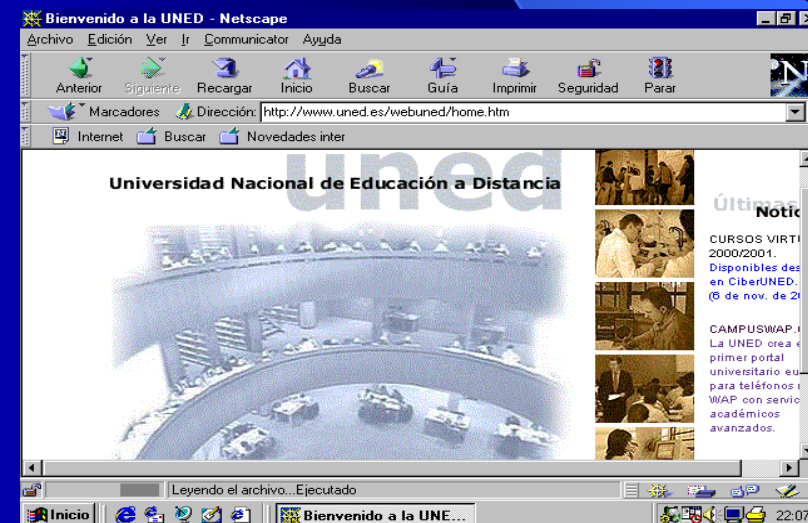 Bienvenido a la UNED - Netscape
Archivo Edición Ver Ir Communicator Ayuda
Anterior Siguiente Recargar Inicio Buscar Guía Imprimir Seguridad Parar
N
Marcadores Dirección: http://www.uned.es/webuned/home.htm
Internet Buscar Novedades inter
uned
Universidad Nacional de Educación a Distancia
Últimas
Notic
CURSOS VIRT
2000/2001.
Disponibles des
en CiberUNED.
(6 de nov. de 2
CAMPUSWAP.
La UNED crea e
primer portal
universitario eu
para teléfonos
WAP con servic
académicos
avanzados.
Leyendo el archivo...Ejecutado
Inicio Bienvenido a la UNE... 22:07